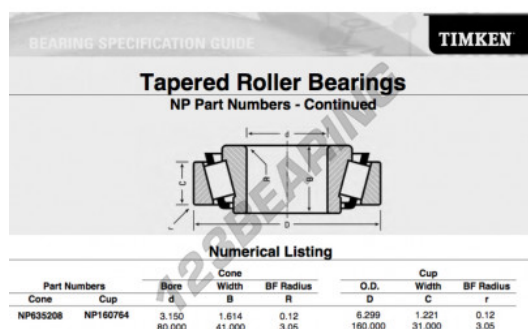 BEARING SPECIFICATION GUIDE
TIMKEN
Tapered Roller Bearings
NP Part Numbers - Continued
d
C
R
B
r
D
123BEARING
Numerical Listing
Cone Cup
Part Numbers Bore Width BF Radius O.D. Width BF Radius
Cone Cup d B R D C r
NP635208 NP160764 3.150 1.614 0.12 6.299 1.221 0.12
80.000 41.000 3.05 160.000 31.000 3.05